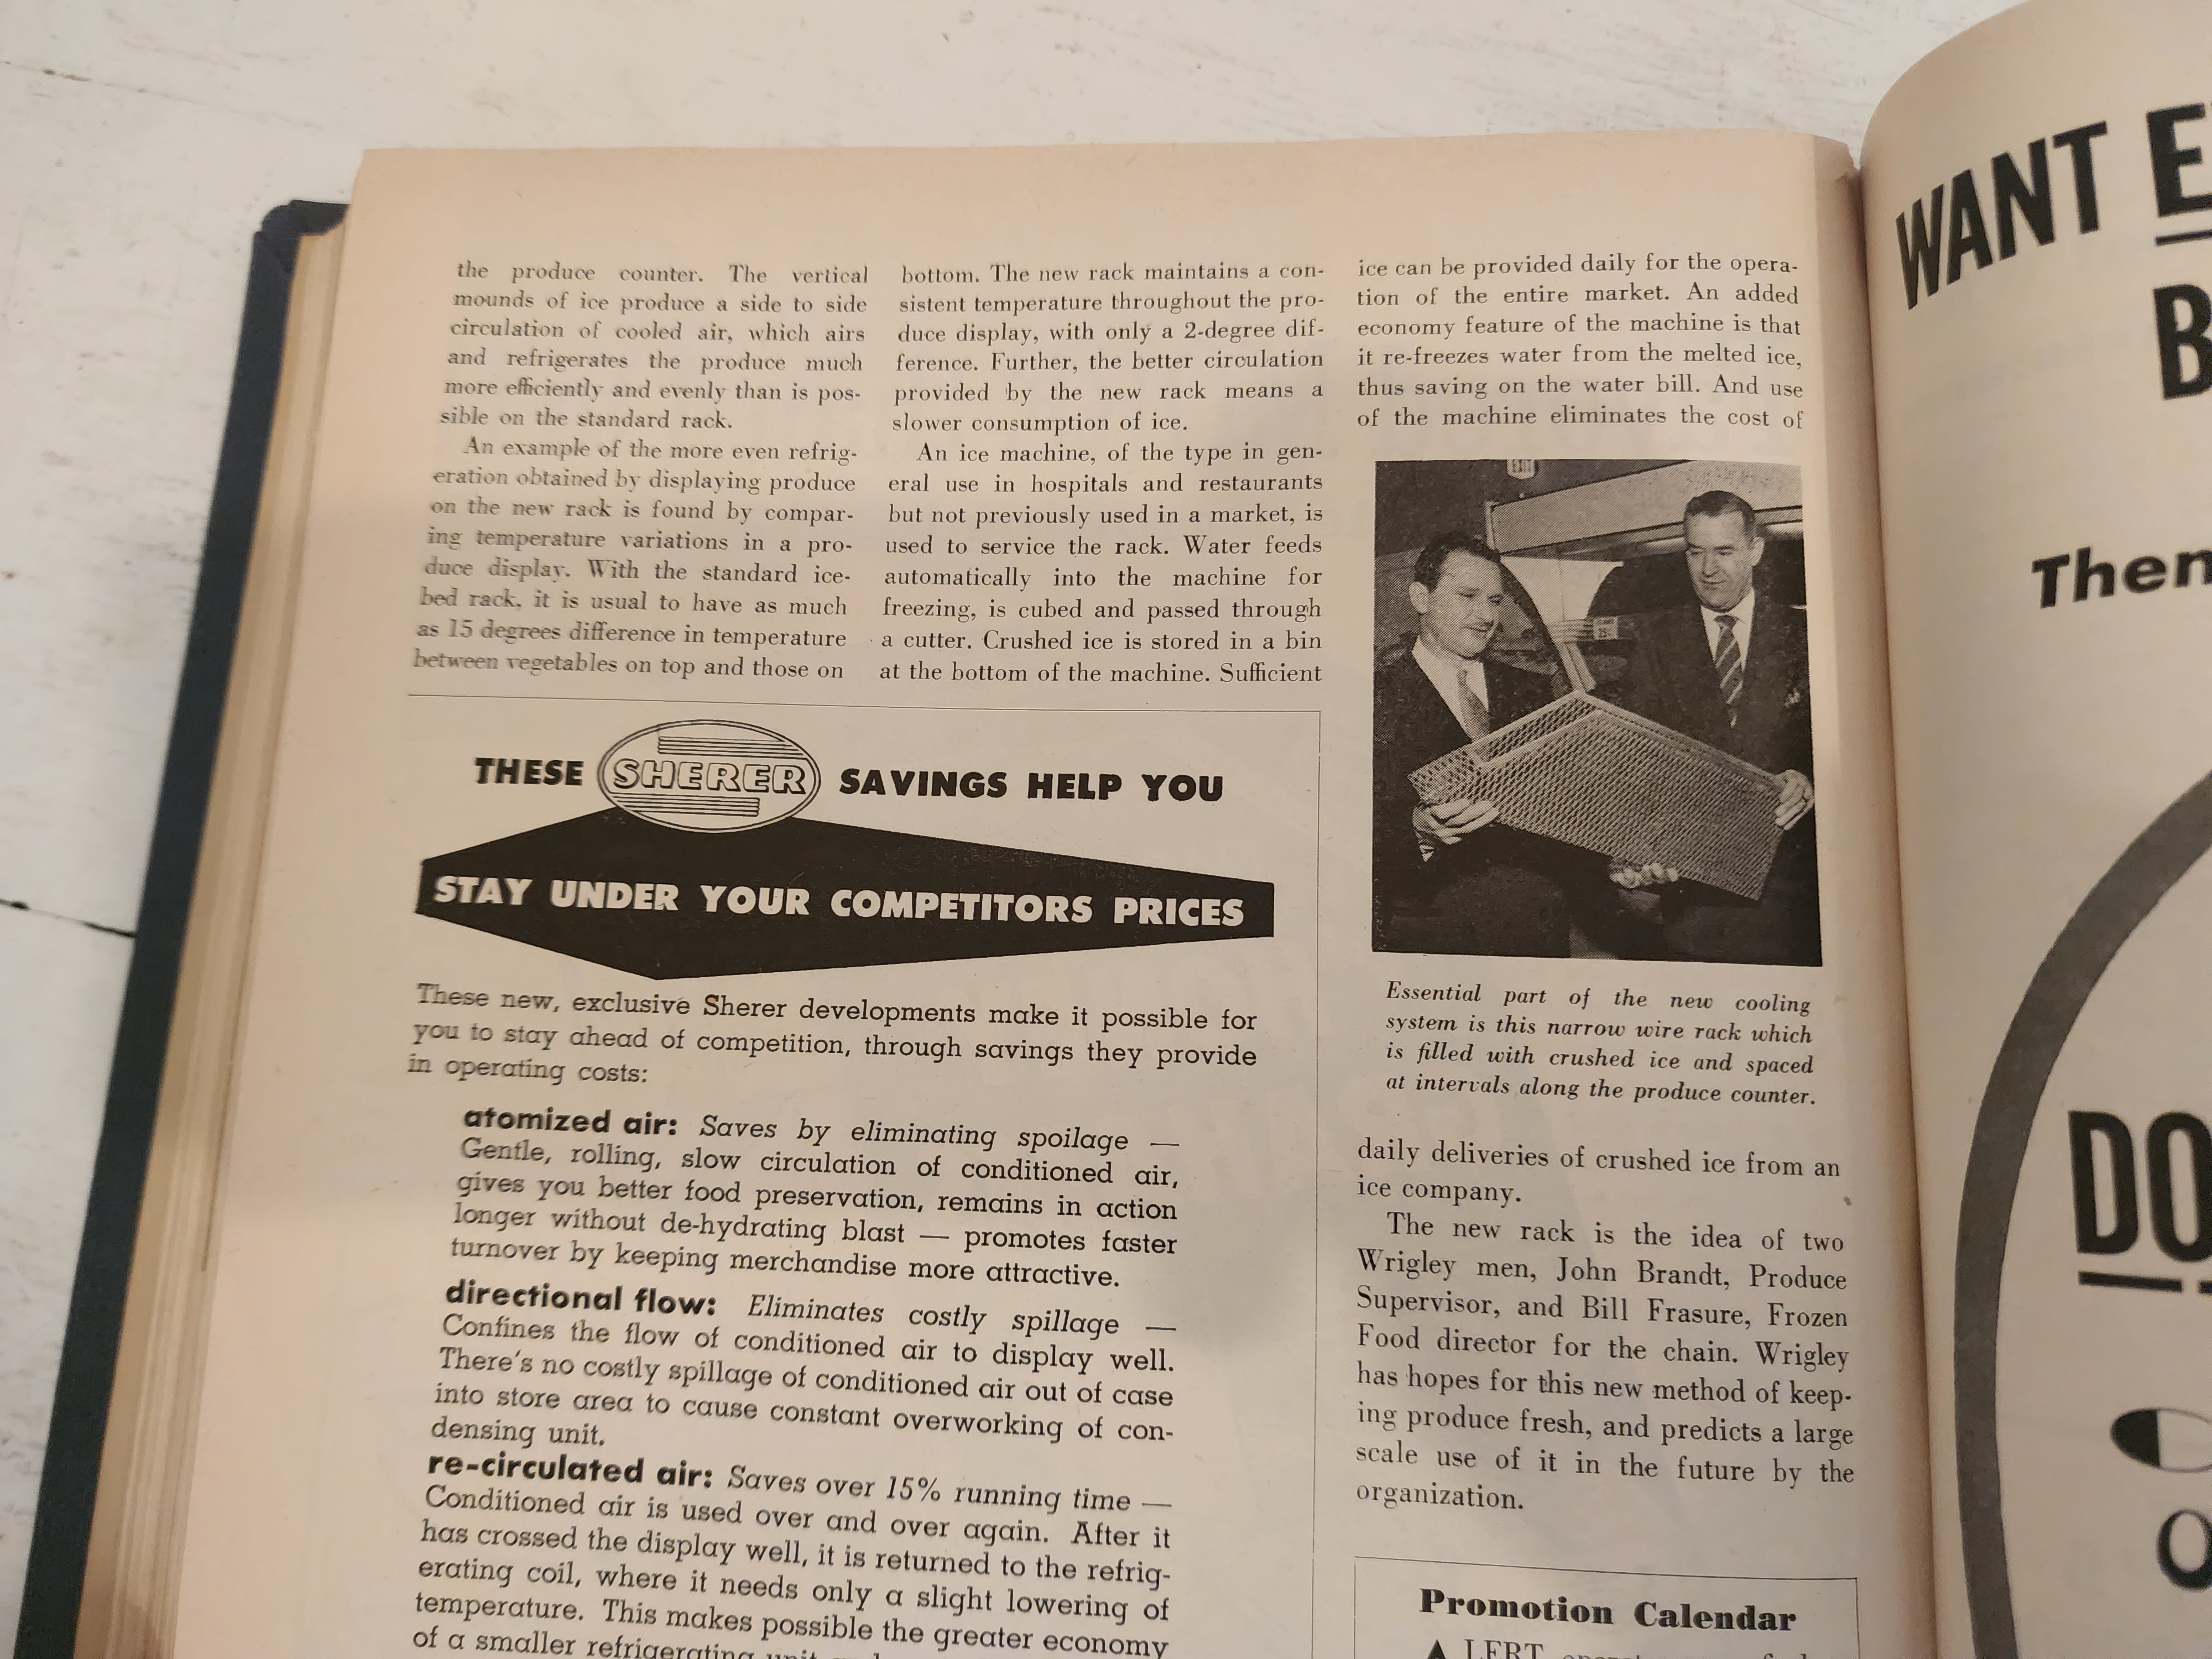 the produce counter. The vertical
mounds of ice produce a side to side
circulation of cooled air, which airs
and refrigerates the produce much
more efficiently and evenly than is pos-
sible on the standard rack.
An example of the more even refrig-
eration obtained by displaying produce
on the new rack is found by compar-
ing temperature variations in a pro-
duce display. With the standard ice-
bed rack, it is usual to have as much
as 15 degrees difference in temperature
between vegetables on top and those on
bottom. The new rack maintains a con-
sistent temperature throughout the pro-
duce display, with only a 2-degree dif-
ference. Further, the better circulation
provided by the new rack means a
slower consumption of ice.
An ice machine, of the type in gen-
eral use in hospitals and restaurants
but not previously used in a market, is
used to service the rack. Water feeds
automatically into the machine for
freezing, is cubed and passed through
a cutter. Crushed ice is stored in a bin
at the bottom of the machine. Sufficient
ice can be provided daily for the opera-
tion of the entire market. An added
economy feature of the machine is that
it re-freezes water from the melted ice,
thus saving on the water bill. And use
of the machine eliminates the cost of
EXIT
Essential part of the new cooling
system is this narrow wire rack which
is filled with crushed ice and spaced
at intervals along the produce counter.
daily deliveries of crushed ice from an
ice company.
The new rack is the idea of two
Wrigley men, John Brandt, Produce
Supervisor, and Bill Frasure, Frozen
Food director for the chain. Wrigley
has hopes for this new method of keep-
ing produce fresh, and predicts a large
scale use of it in the future by the
organization.
Promotion Calendar
THESE SHERER SAVINGS HELP YOU
STAY UNDER YOUR COMPETITORS PRICES
These new, exclusive Sherer developments make it possible for
you to stay ahead of competition, through savings they provide
in operating costs:
atomized air: Saves by eliminating spoilage —
Gentle, rolling, slow circulation of conditioned air,
gives you better food preservation, remains in action
longer without de-hydrating blast — promotes faster
turnover by keeping merchandise more attractive.
directional flow: Eliminates costly spillage —
Confines the flow of conditioned air to display well.
There's no costly spillage of conditioned air out of case
into store area to cause constant overworking of con-
densing unit.
re-circulated air: Saves over 15% running time —
Conditioned air is used over and over again. After it
has crossed the display well, it is returned to the refrig-
erating coil, where it needs only a slight lowering of
temperature. This makes possible the greater economy
of a smaller refrigerating unit
WANT E
B
Then
DO